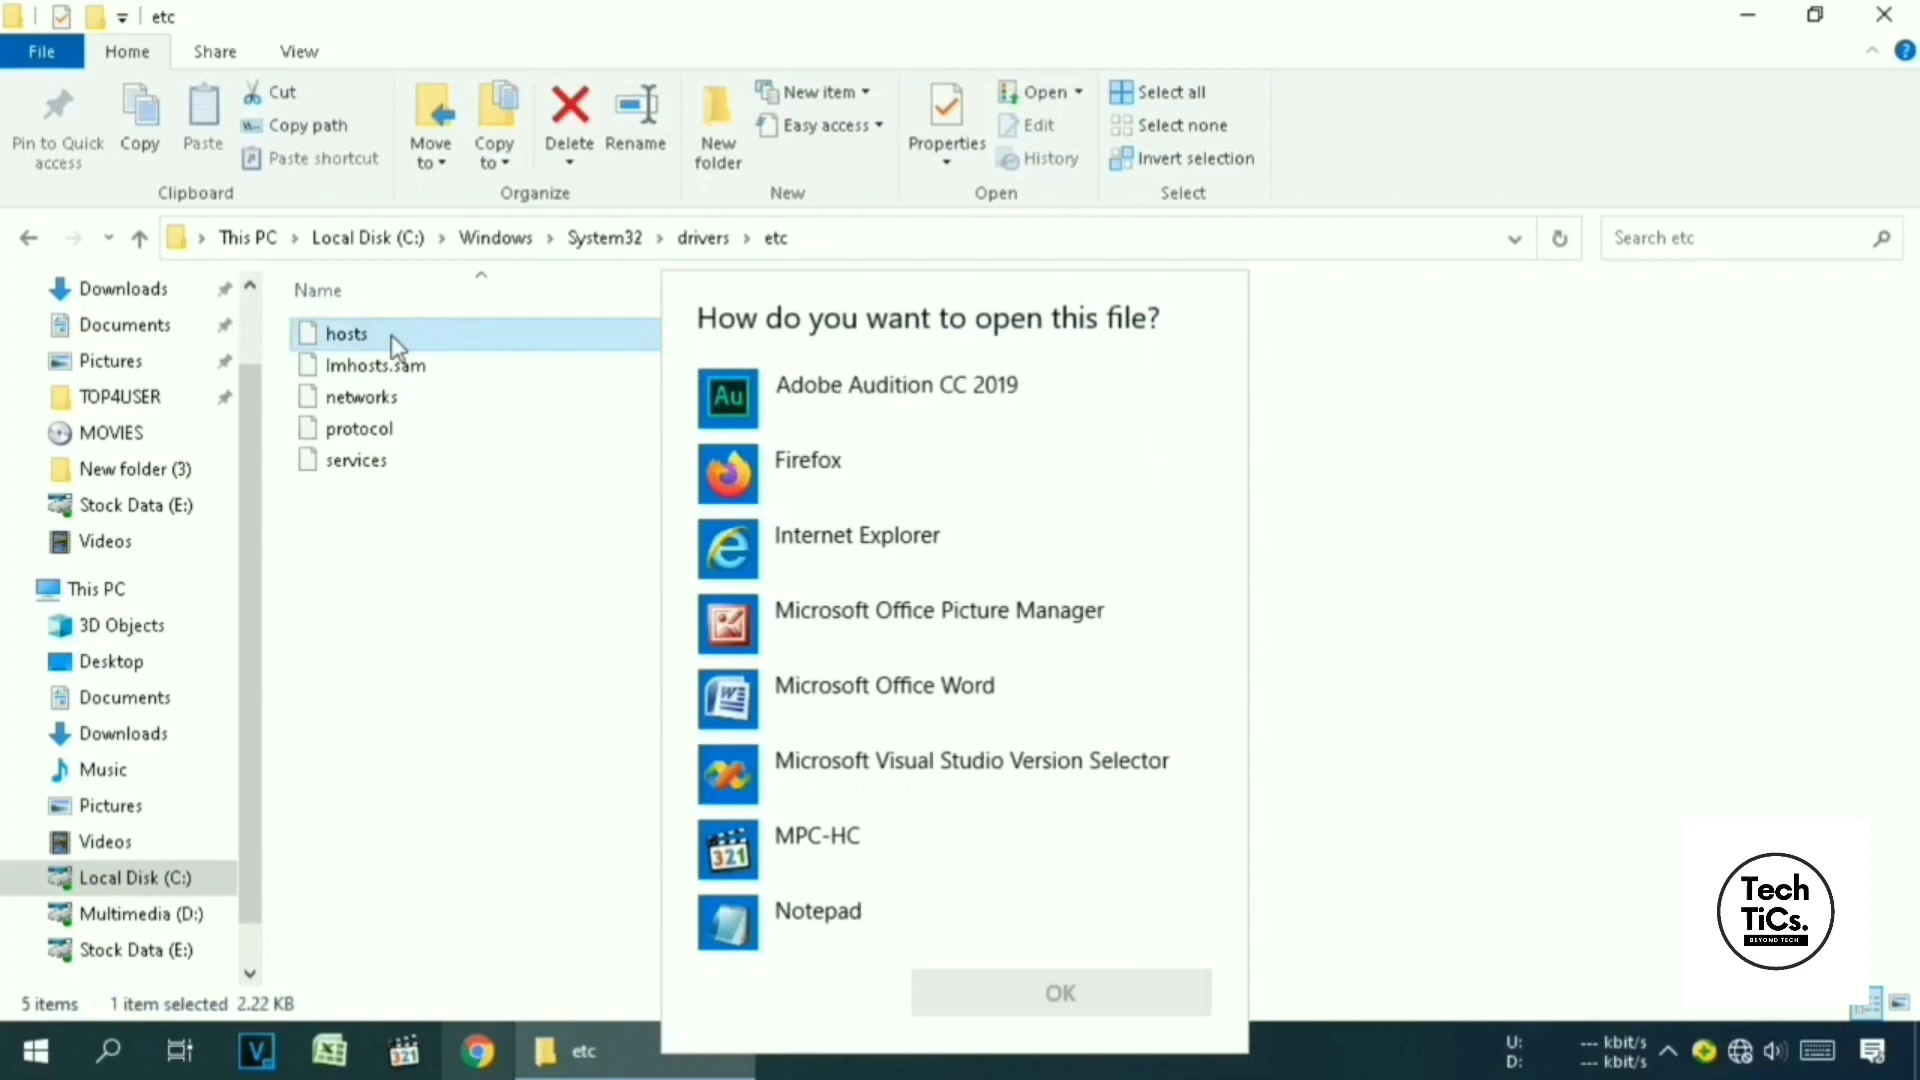 etc
File
Home
Share
View
Pin to Quick
access
Copy
Paste
Cut
Copy path
Paste shortcut
Clipboard
Move
to
Copy
to
Delete
Rename
Organize
New
folder
New item
Easy access
New
Properties
Open
Edit
History
Open
Select all
Select none
Invert selection
Select
This PC > Local Disk (C:) > Windows > System32 > drivers > etc
Search etc
Downloads
Documents
Pictures
TOP4USER
MOVIES
New folder (3)
Stock Data (E:)
Videos
This PC
3D Objects
Desktop
Documents
Downloads
Music
Pictures
Videos
Local Disk (C:)
Multimedia (D:)
Stock Data (E:)
Name
hosts
lmhosts.sam
networks
protocol
services
How do you want to open this file?
Au
Adobe Audition CC 2019
Firefox
Internet Explorer
Microsoft Office Picture Manager
Microsoft Office Word
Microsoft Visual Studio Version Selector
321
MPC-HC
Notepad
OK
Tech
TiCs.
BEYOND TECH
5 items
1 item selected 2.22 KB
V
321
etc
U: --- kbit/s
D: --- kbit/s